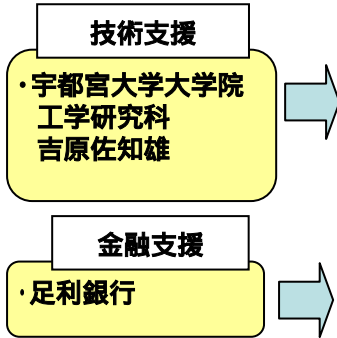 技術支援
・宇都宮大学大学院
工学研究科
吉原佐知雄
金融支援
・足利銀行